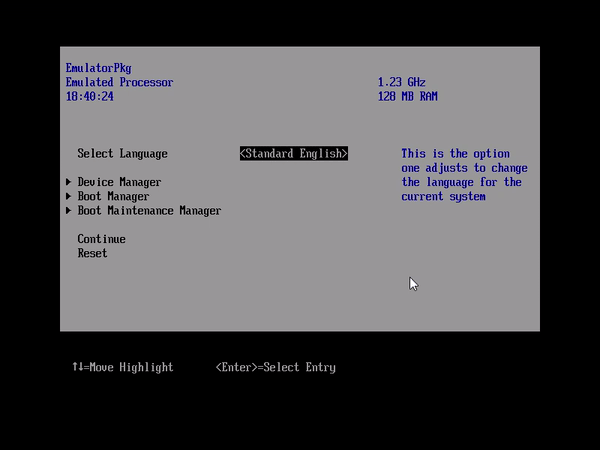 EmulatorPkg
Emulated Processor 1.23 GHz
18:40:24 128 MB RAM
Select Language <Standard English> This is the option
one adjusts to change
▶ Device Manager the language for the
▶ Boot Manager current system
▶ Boot Maintenance Manager
Continue
Reset
↑↓=Move Highlight <Enter>=Select Entry